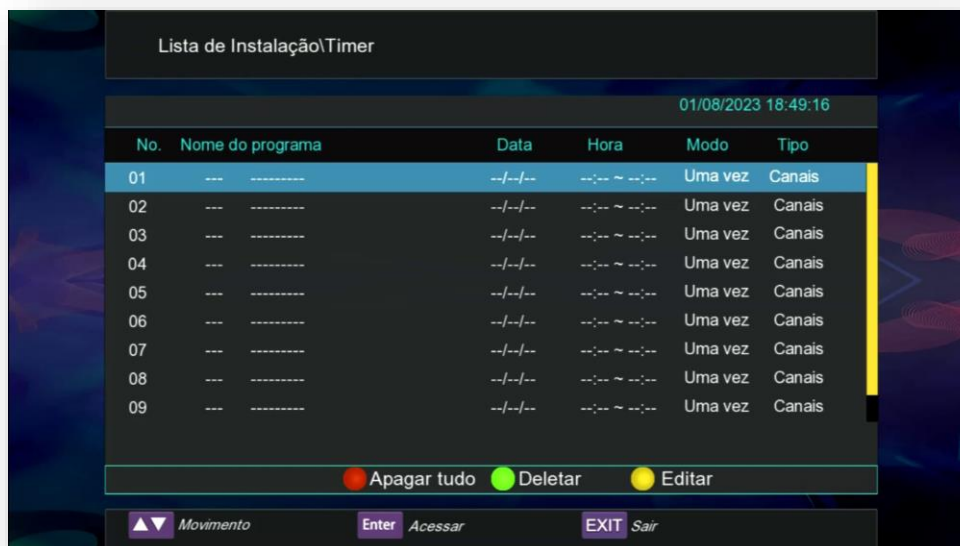 Lista de Instalação\Timer
01/08/2023 18:49:16
No. Nome do programa Data Hora Modo Tipo
01 --- --------- --/--/-- --:-- ~ --:-- Uma vez Canais
02 --- --------- --/--/-- --:-- ~ --:-- Uma vez Canais
03 --- --------- --/--/-- --:-- ~ --:-- Uma vez Canais
04 --- --------- --/--/-- --:-- ~ --:-- Uma vez Canais
05 --- --------- --/--/-- --:-- ~ --:-- Uma vez Canais
06 --- --------- --/--/-- --:-- ~ --:-- Uma vez Canais
07 --- --------- --/--/-- --:-- ~ --:-- Uma vez Canais
08 --- --------- --/--/-- --:-- ~ --:-- Uma vez Canais
09 --- --------- --/--/-- --:-- ~ --:-- Uma vez Canais
Apagar tudo Deletar Editar
▲▼ Movimento Enter Acessar EXIT Sair